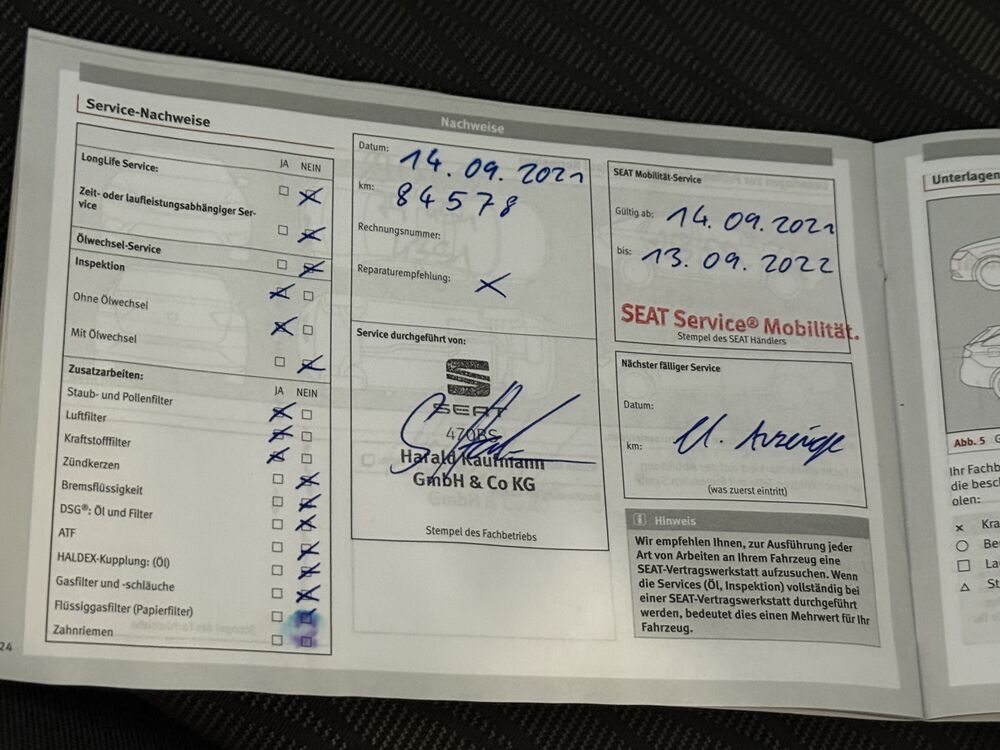 Service-Nachweise
Nachweise
JA NEIN
LongLife Service:
Zeit- oder laufleistungsabhängiger Ser-
vice
Ölwechsel-Service
Inspektion
Ohne Ölwechsel
Mit Ölwechsel
Zusatzarbeiten:
JA NEIN
Staub- und Pollenfilter
Luftfilter
Kraftstofffilter
Zündkerzen
Bremsflüssigkeit
DSG®: Öl und Filter
ATF
HALDEX-Kupplung: (Öl)
Gasfilter und -schläuche
Flüssiggasfilter (Papierfilter)
Zahnriemen
24
Datum: 14.09.2021
km: 84578
Rechnungsnummer:
Reparaturempfehlung:
Service durchgeführt von:
SEAT
470BS
Harald Kaufmann
GmbH & Co KG
Stempel des Fachbetriebs
SEAT Mobilität-Service
Gültig ab: 14.09.2021
bis: 13.09.2022
SEAT Service® Mobilität.
Stempel des SEAT Händlers
Nächster fälliger Service
Datum:
km: lt. Anzeige
(was zuerst eintritt)
Hinweis
Wir empfehlen Ihnen, zur Ausführung jeder
Art von Arbeiten an Ihrem Fahrzeug eine
SEAT-Vertragswerkstatt aufzusuchen. Wenn
die Services (Öl, Inspektion) vollständig bei
einer SEAT-Vertragswerkstatt durchgeführt
werden, bedeutet dies einen Mehrwert für Ihr
Fahrzeug.
Unterlagen
Abb. 5
Ihr Fachb
die besch
olen:
Kra
Be
La
St